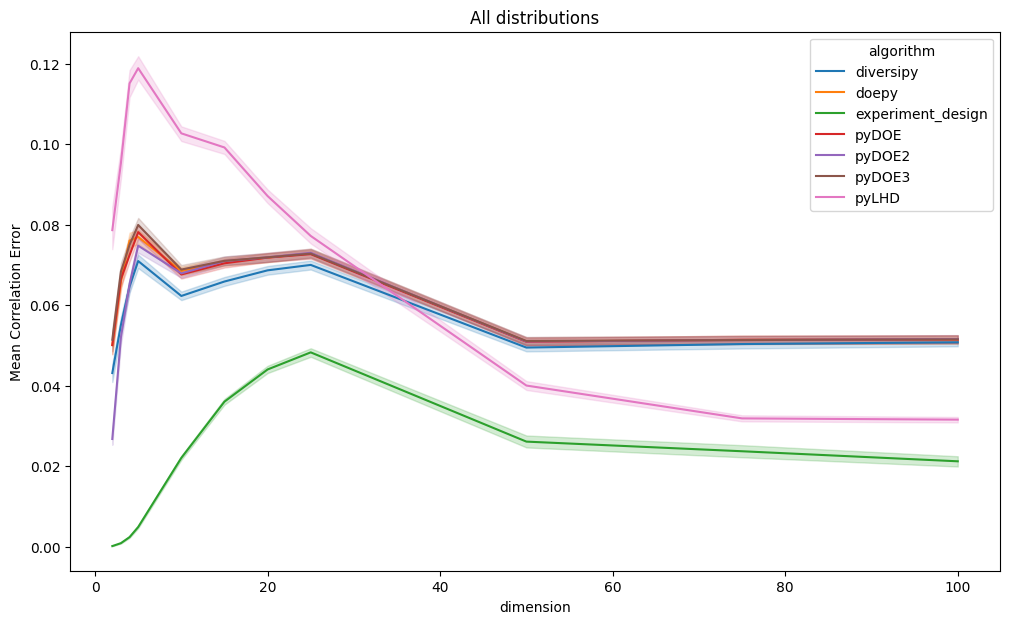 All distributions
algorithm
diversipy
doepy
experiment_design
pyDOE
pyDOE2
pyDOE3
pyLHD
Mean Correlation Error
0.12
0.10
0.08
0.06
0.04
0.02
0.00
0
20
40
60
80
100
dimension